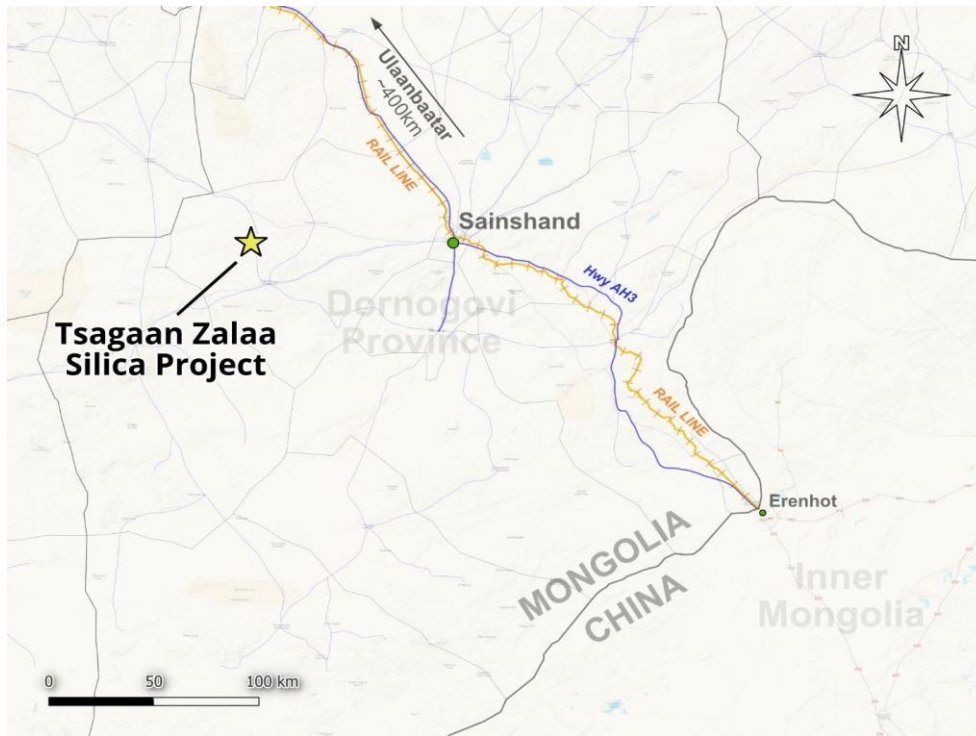 N
Ulaanbaatar
~400km
RAIL LINE
Sainshand
Hwy AH3
Dornogovi
Province
Tsagaan Zalaa
Silica Project
RAIL LINE
Erenhot
MONGOLIA
CHINA
Inner
Mongolia
0 50 100 km